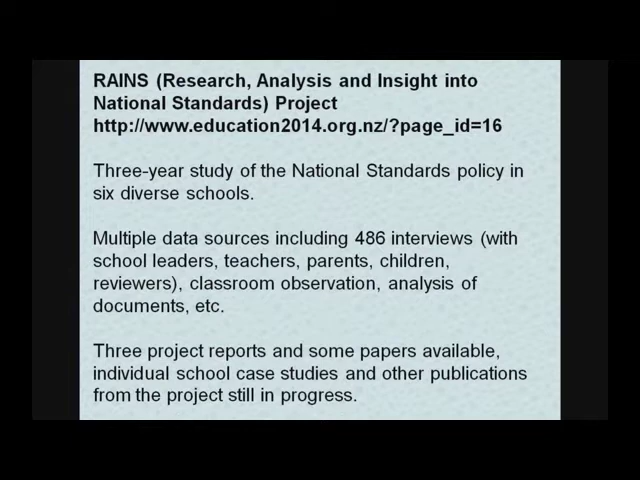 RAINS (Research, Analysis and Insight into
National Standards) Project
http://www.education2014.org.nz/?page_id=16
Three-year study of the National Standards policy in
six diverse schools.
Multiple data sources including 486 interviews (with
school leaders, teachers, parents, children,
reviewers), classroom observation, analysis of
documents, etc.
Three project reports and some papers available,
individual school case studies and other publications
from the project still in progress.